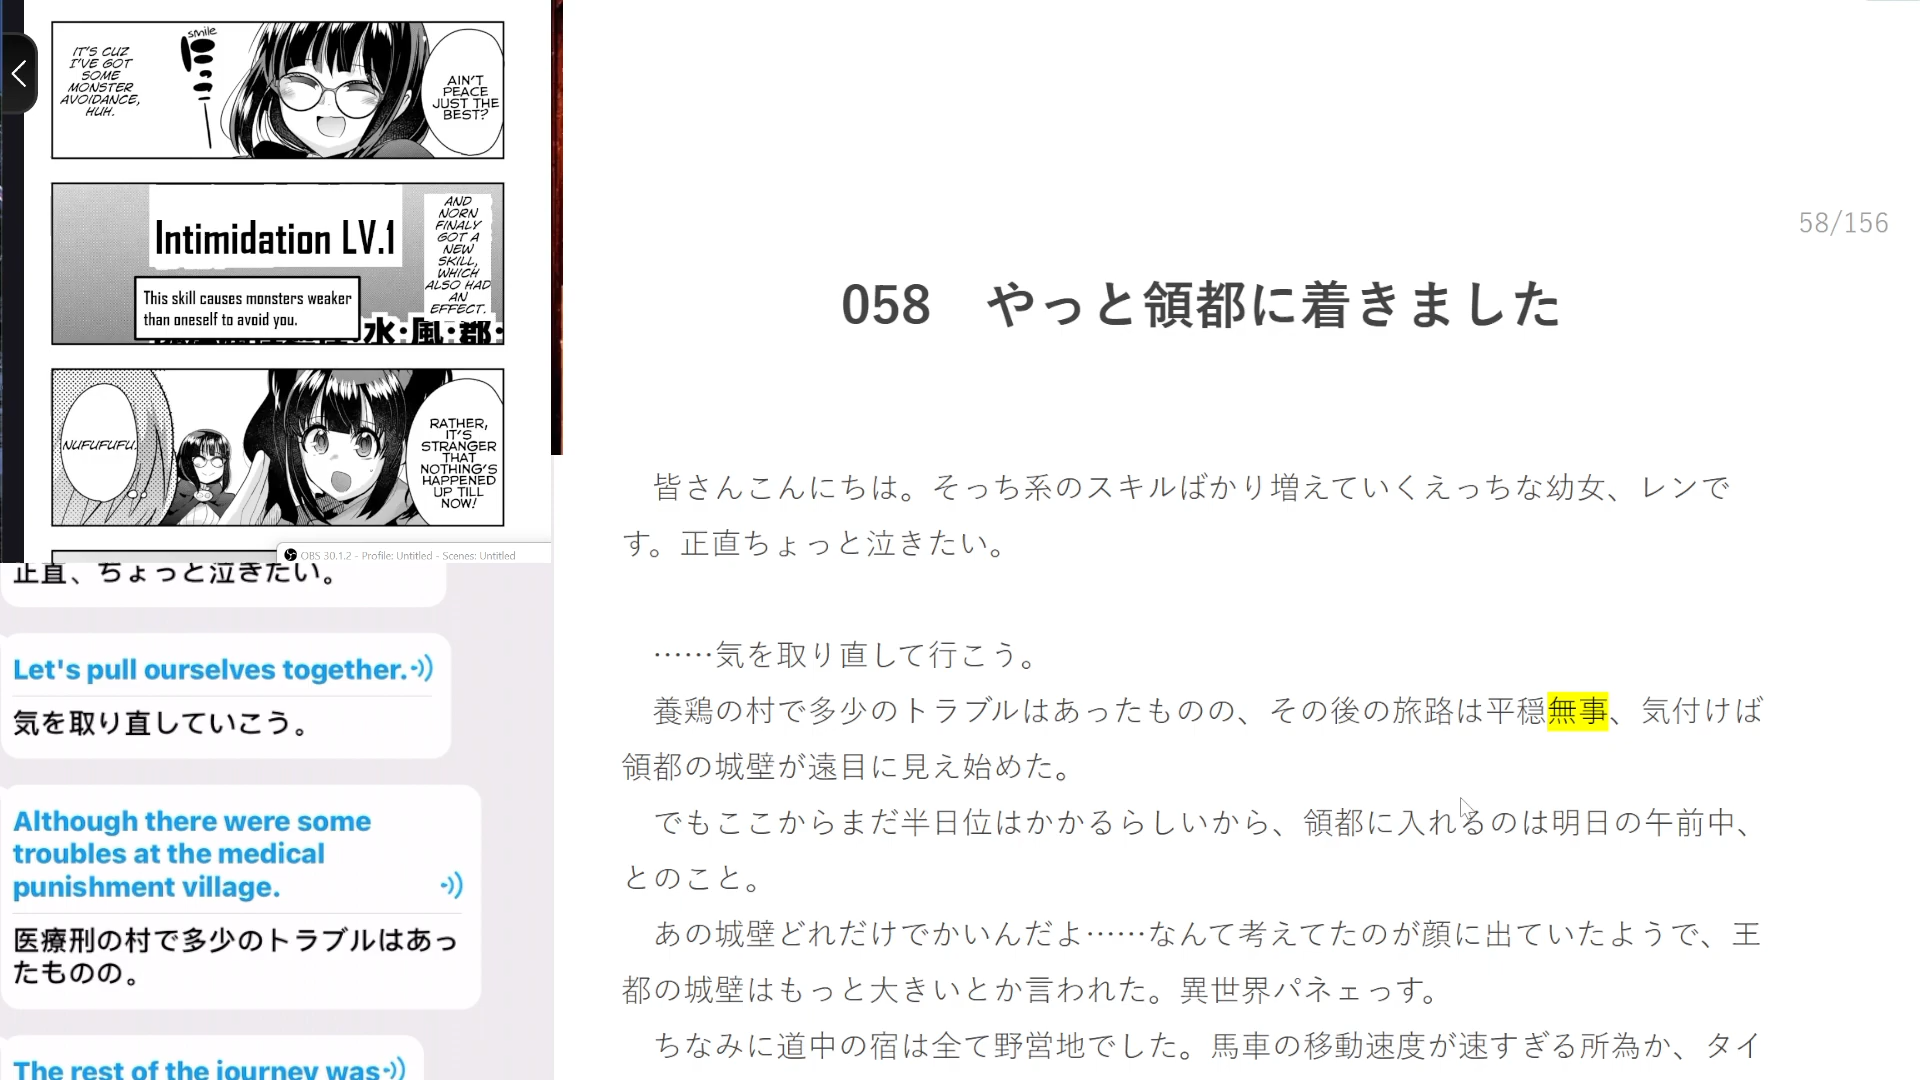 smile
にっこー
IT'S CUZ
I'VE GOT
SOME
MONSTER
AVOIDANCE,
HUH.
AIN'T
PEACE
JUST THE
BEST?
Intimidation LV.1
This skill causes monsters weaker
than oneself to avoid you.
AND
NORN
FINALY
GOT A
NEW
SKILL,
WHICH
ALSO HAD
AN
EFFECT.
水:風:郡:
NUFUFUFU.
RATHER,
IT'S
STRANGER
THAT
NOTHING'S
HAPPENED
UP TILL
NOW!
OBS 30.1.2 - Profile: Untitled - Scenes: Untitled
正直、ちょっと泣きたい。
Let's pull ourselves together.
気を取り直していこう。
Although there were some
troubles at the medical
punishment village.
医療刑の村で多少のトラブルはあっ
たものの。
The rest of the journey was
58/156
058　やっと領都に着きました
皆さんこんにちは。そっち系のスキルばかり増えていくえっちな幼女、レンで
す。正直ちょっと泣きたい。
……気を取り直して行こう。
養鶏の村で多少のトラブルはあったものの、その後の旅路は平穏無事、気付けば
領都の城壁が遠目に見え始めた。
でもここからまだ半日位はかかるらしいから、領都に入れるのは明日の午前中、
とのこと。
あの城壁どれだけでかいんだよ……なんて考えてたのが顔に出ていたようで、王
都の城壁はもっと大きいとか言われた。異世界パネェっす。
ちなみに道中の宿は全て野営地でした。馬車の移動速度が速すぎる所為か、タイ